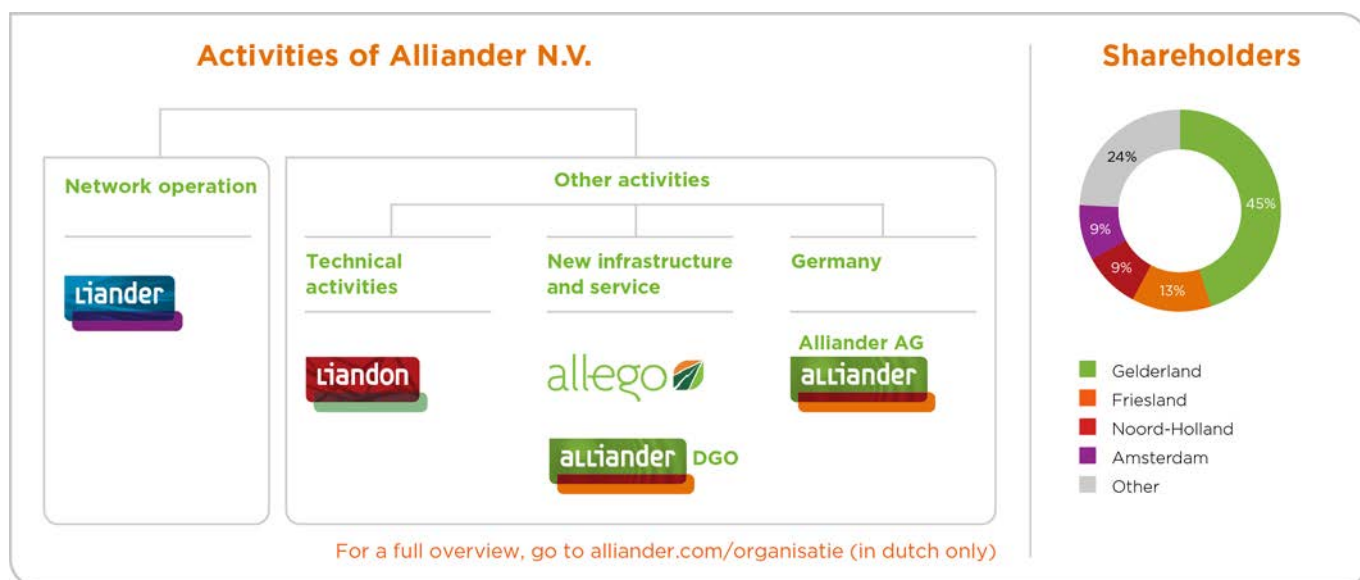 Activities of Alliander N.V.
Network operation
Liander
Other activities
Technical
activities
Liandon
New infrastructure
and service
allego
alliander DGO
Germany
Alliander AG
alliander
For a full overview, go to alliander.com/organisatie (in dutch only)
Shareholders
24%
45%
9%
9%
13%
Gelderland
Friesland
Noord-Holland
Amsterdam
Other